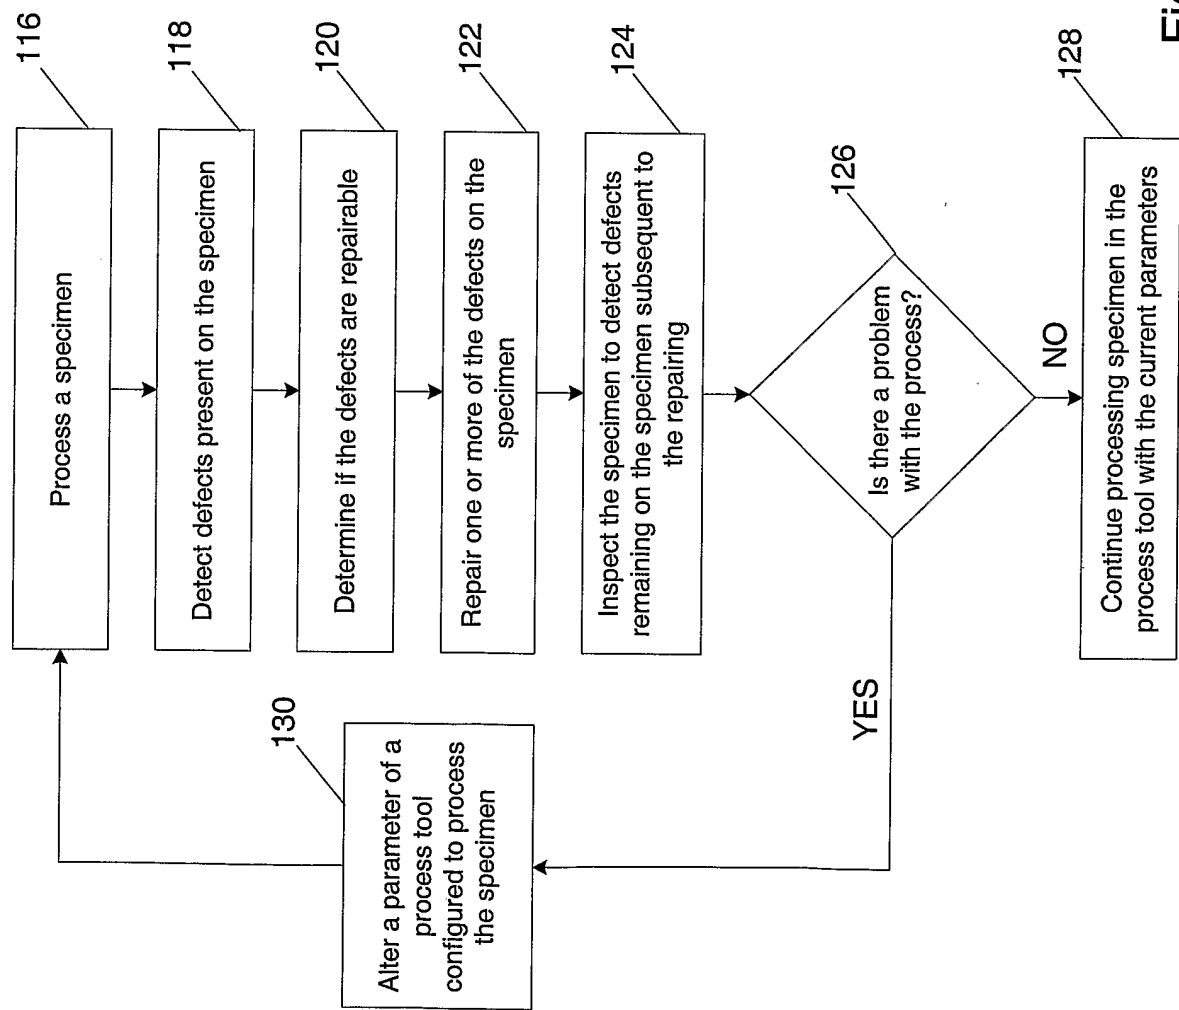 116
Process a specimen
118
Detect defects present on the specimen
120
Determine if the defects are repairable
122
Repair one or more of the defects on the
specimen
124
Inspect the specimen to detect defects
remaining on the specimen subsequent to
the repairing
126
Is there a problem
with the process?
YES
NO
130
Alter a parameter of a
process tool
configured to process
the specimen
128
Continue processing specimen in the
process tool with the current parameters